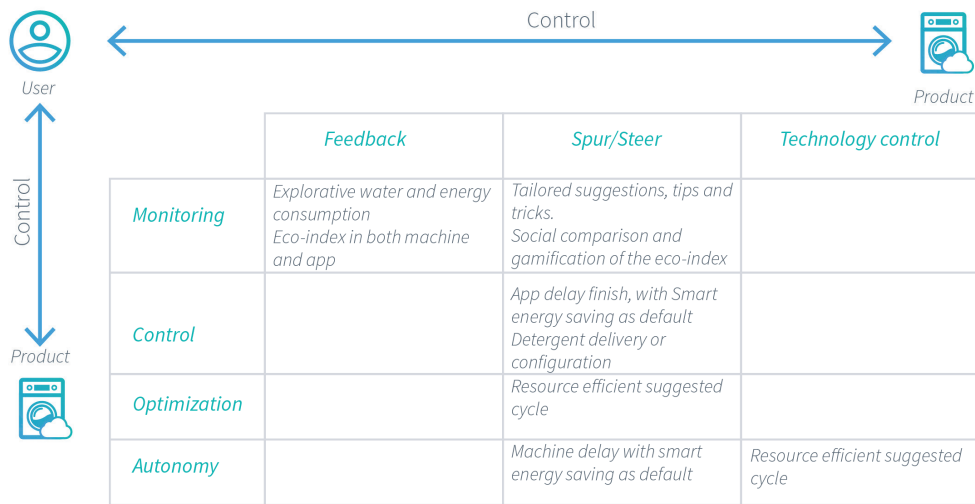 Control
User
Product
Feedback
Spur/Steer
Technology control
Control
Monitoring
Explorative water and energy
consumption
Eco-index in both machine
and app
Tailored suggestions, tips and
tricks.
Social comparison and
gamification of the eco-index
Control
App delay finish, with Smart
energy saving as default
Detergent delivery or
configuration
Product
Optimization
Resource efficient suggested
cycle
Autonomy
Machine delay with smart
energy saving as default
Resource efficient suggested
cycle